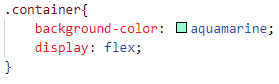 .container{
    background-color: aquamarine;
    display: flex;
}